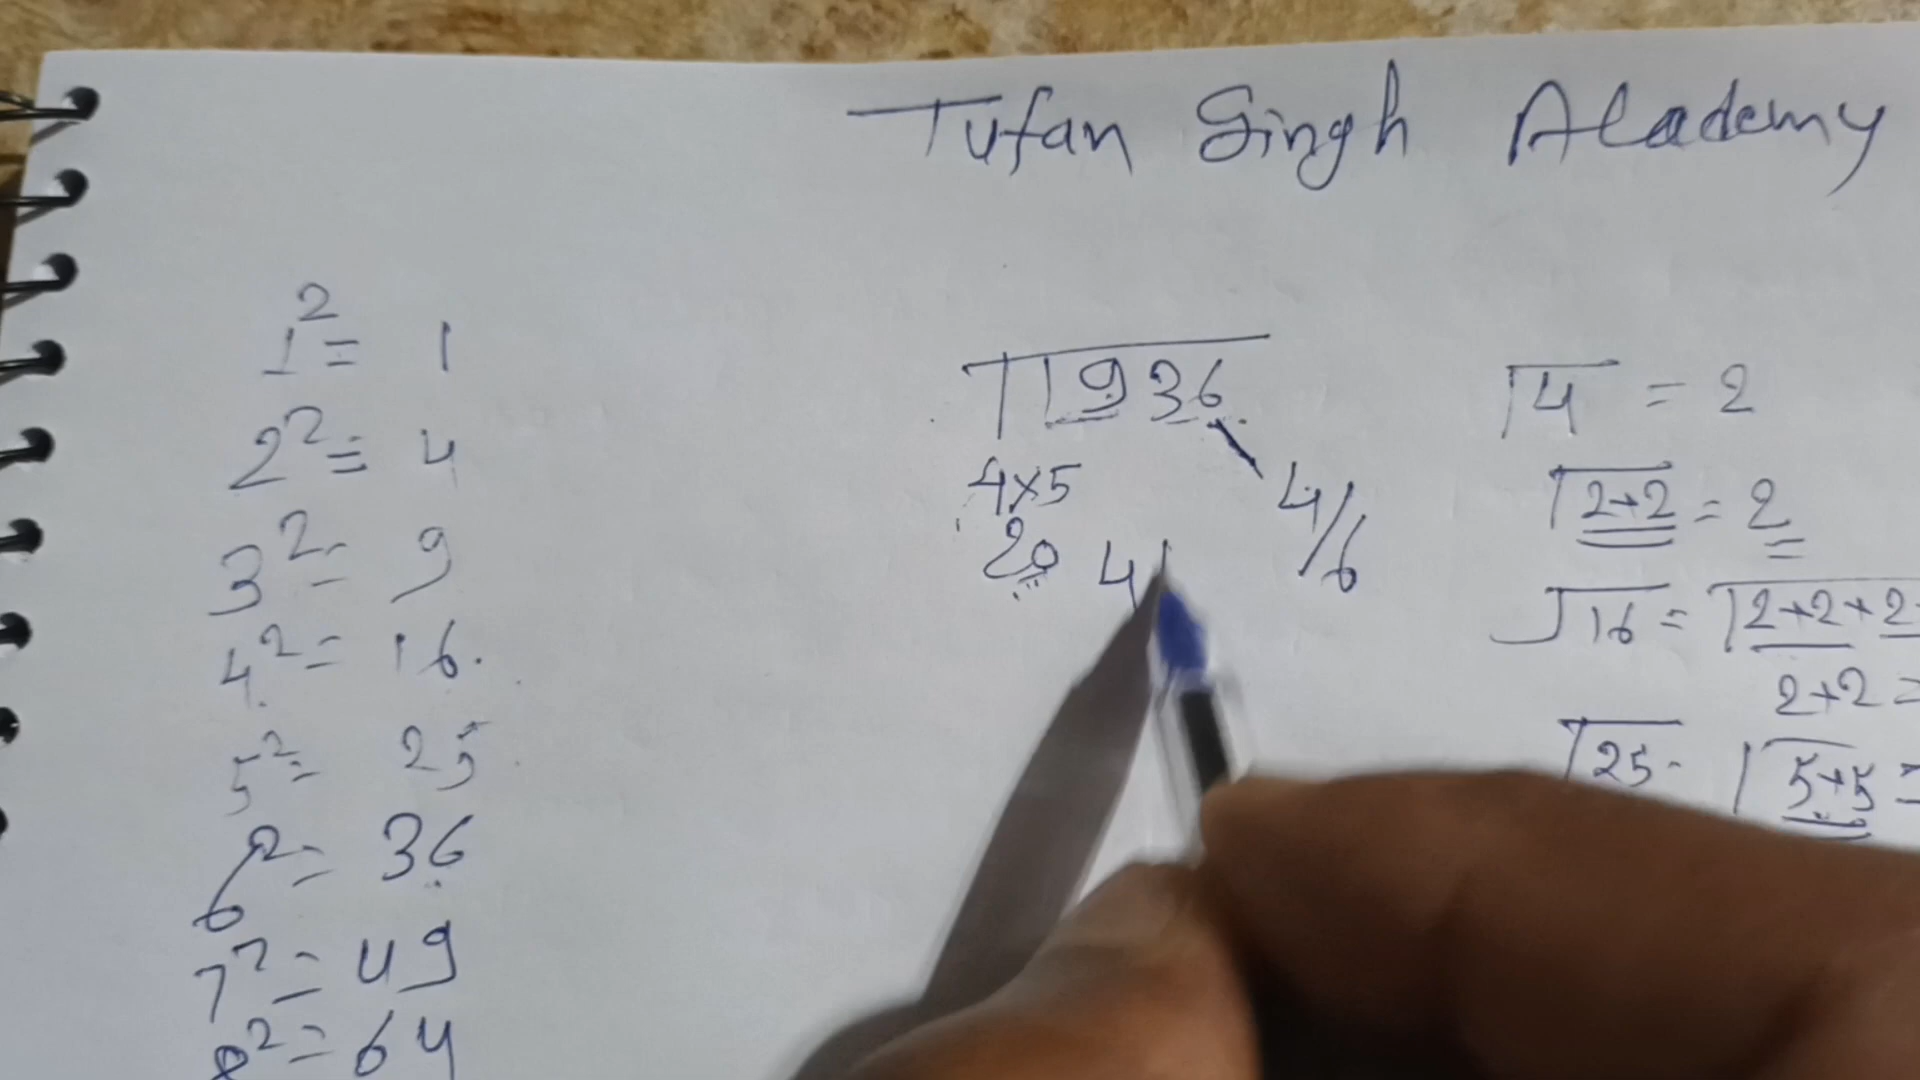 Tufan Singh Academy
1² = 1
2² = 4
3² = 9
4² = 16.
5² = 25
6² = 36
7² = 49
8² = 64
√1936
4/6
4×5
20 4
√4 = 2
√2+2 = 2
√16 = √2+2+2
2+2 =
√25 - √5+5 =